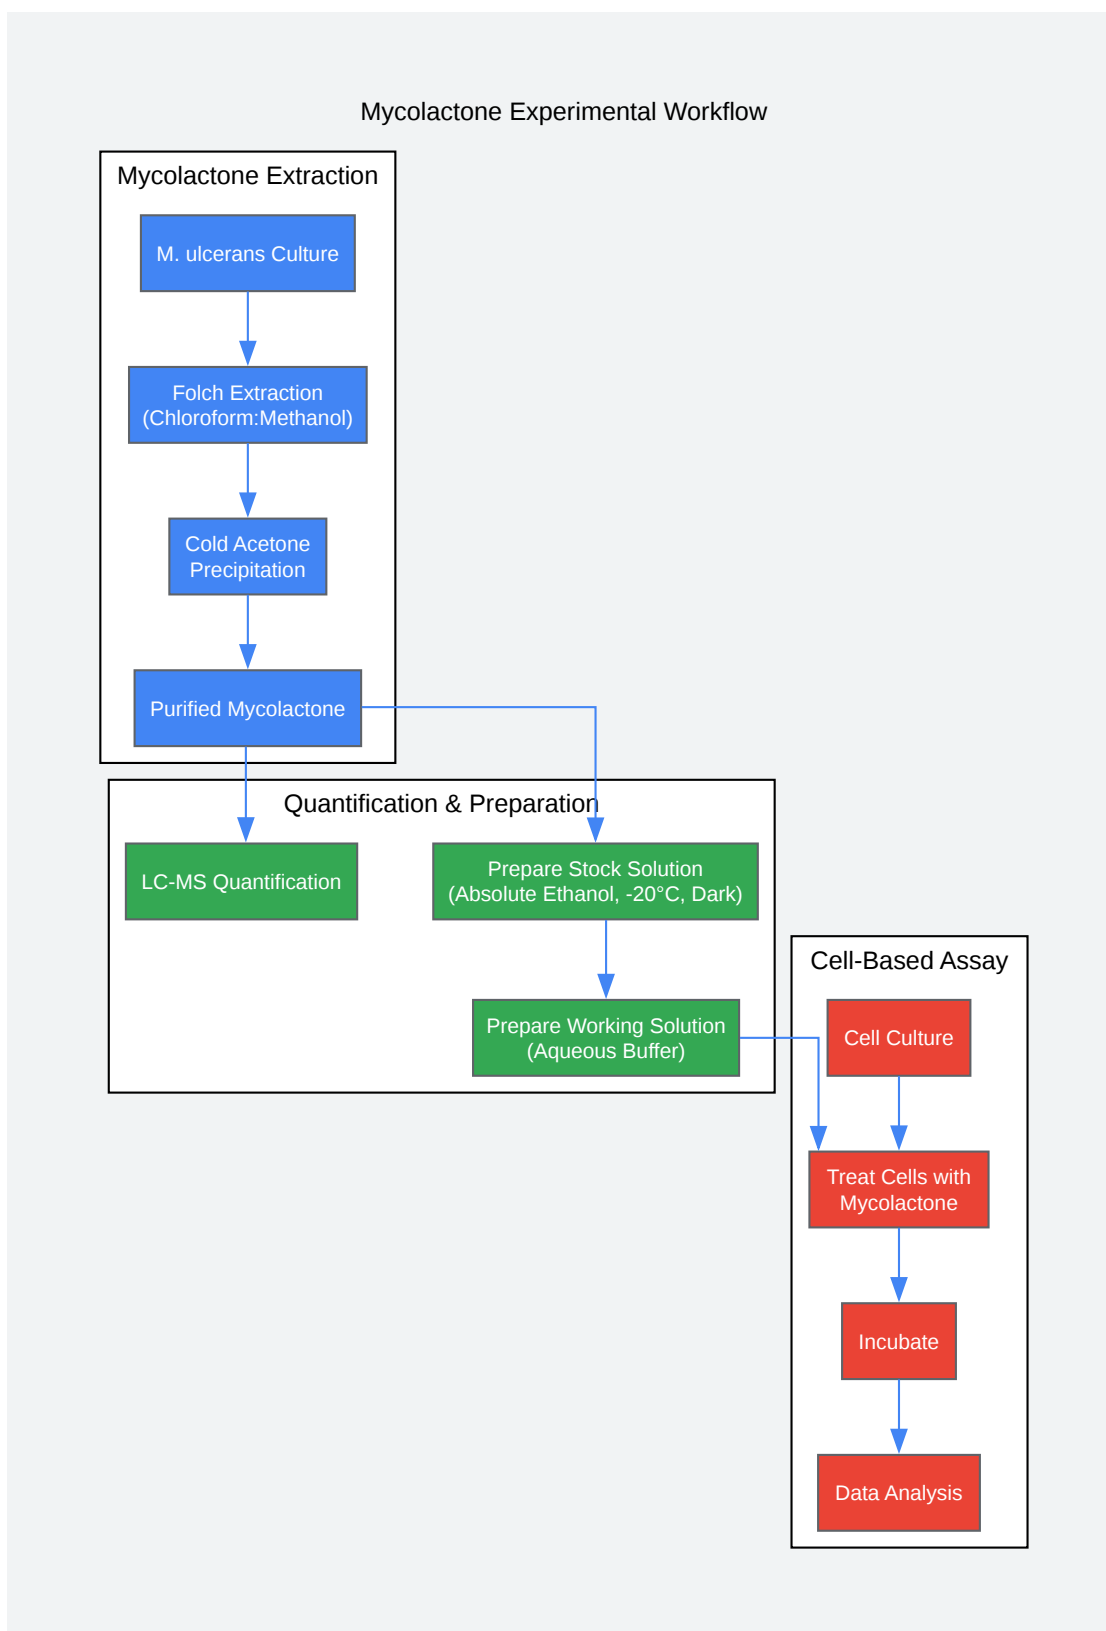 Mycolactone Experimental Workflow
Mycolactone Extraction
M. ulcerans Culture
Folch Extraction
(Chloroform:Methanol)
Cold Acetone
Precipitation
Purified Mycolactone
Quantification & Preparation
LC-MS Quantification
Prepare Stock Solution
(Absolute Ethanol, -20°C, Dark)
Prepare Working Solution
(Aqueous Buffer)
Cell-Based Assay
Cell Culture
Treat Cells with
Mycolactone
Incubate
Data Analysis